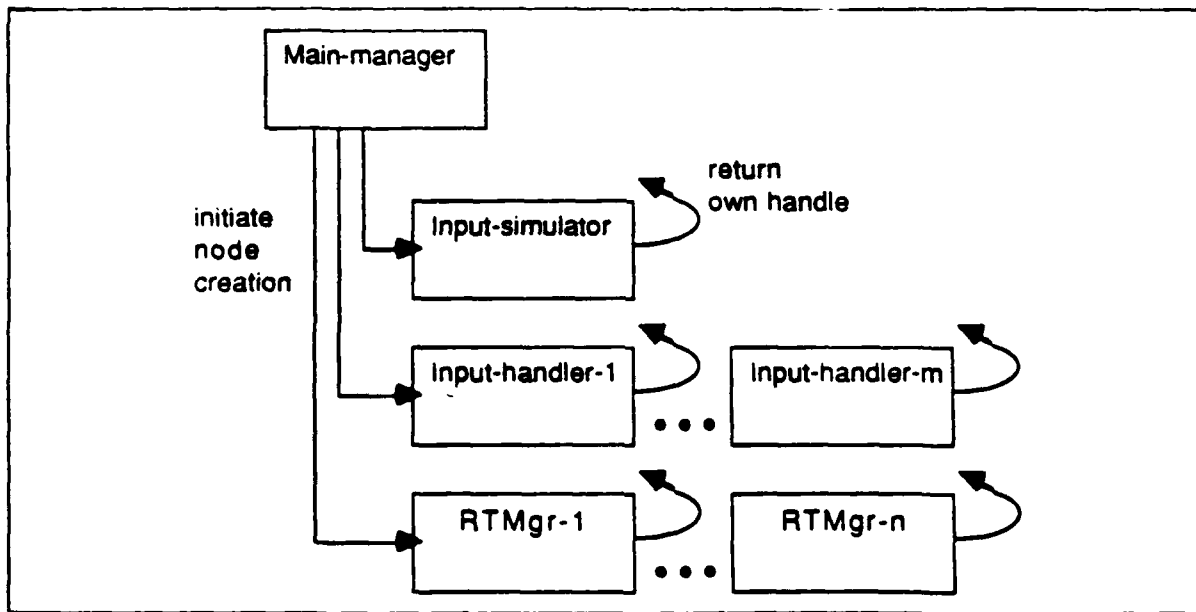 Main-manager
return
own handle
initiate
node
creation
Input-simulator
Input-handler-1
Input-handler-m
RTMgr-1
RTMgr-n